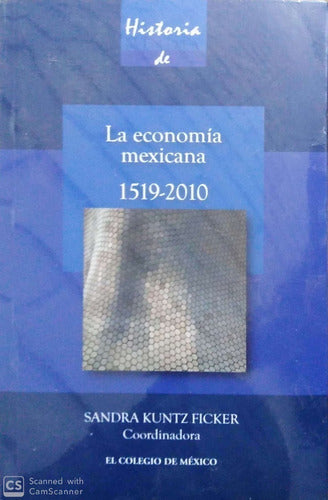 Historia
de
La economía
mexicana
1519-2010
SANDRA KUNTZ FICKER
Coordinadora
EL COLEGIO DE MÉXICO
CS
Scanned with
CamScanner